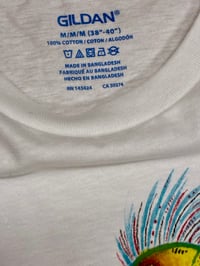 GILDAN®
M/M/M (38"-40")
100% COTTON / COTON / ALGODÓN
MADE IN BANGLADESH
FABRIQUÉ AU BANGLADESH
HECHO EN BANGLADESH
RN 143424 CA 30574